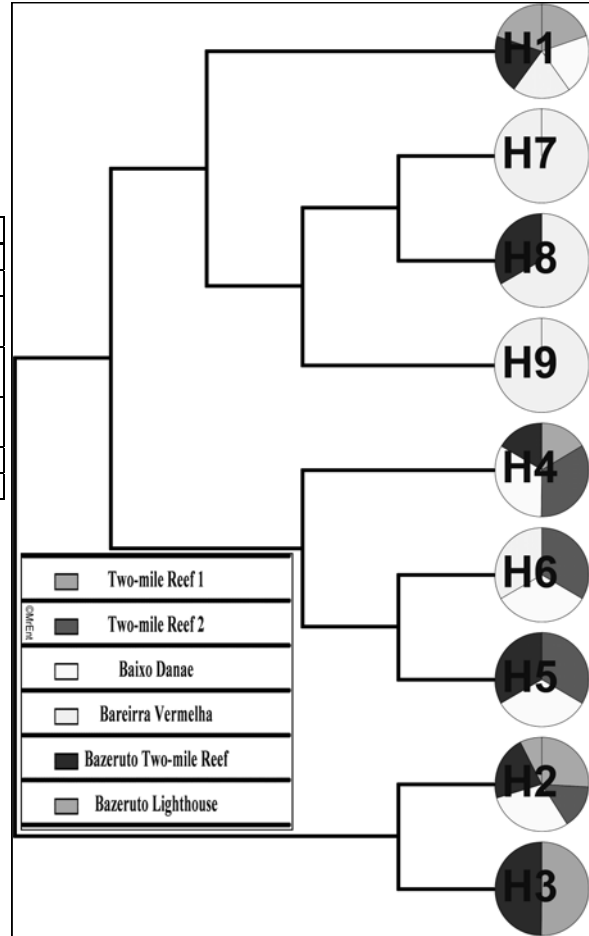 H1
H7
H8
H9
H4
H6
H5
H2
H3
Two-mile Reef 1
Two-mile Reef 2
Baixo Danae
Bareirra Vermelha
Bazeruto Two-mile Reef
Bazeruto Lighthouse
©MrEnt